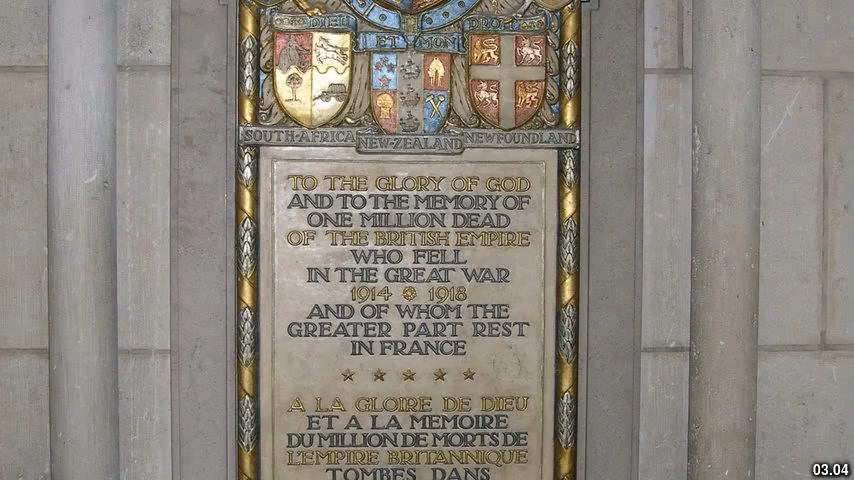 DIEU
ET MON
DROIT
SOUTH-AFRICA
NEW-ZEALAND
NEWFOUNDLAND
TO THE GLORY OF GOD
AND TO THE MEMORY OF
ONE MILLION DEAD
OF THE BRITISH EMPIRE
WHO FELL
IN THE GREAT WAR
1914 1918
AND OF WHOM THE
GREATER PART REST
IN FRANCE
A LA GLOIRE DE DIEU
ET A LA MEMOIRE
DU MILLION DE MORTS DE
L'EMPIRE BRITANNIQUE
TOMBES DANS
03.04